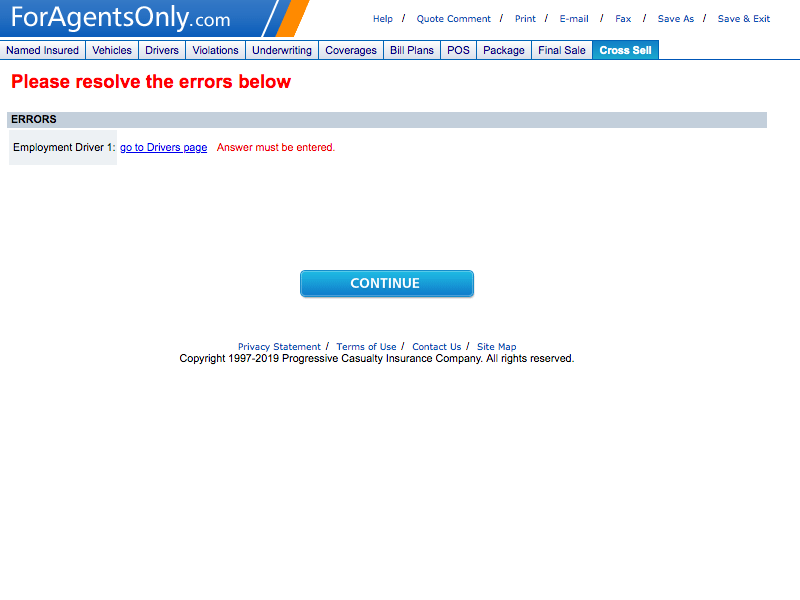 ForAgentsOnly.com
Help / Quote Comment / Print / E-mail / Fax / Save As / Save & Exit
Named Insured Vehicles Drivers Violations Underwriting Coverages Bill Plans POS Package Final Sale Cross Sell
Please resolve the errors below
ERRORS
Employment Driver 1: go to Drivers page Answer must be entered.
CONTINUE
Privacy Statement / Terms of Use / Contact Us / Site Map
Copyright 1997-2019 Progressive Casualty Insurance Company. All rights reserved.